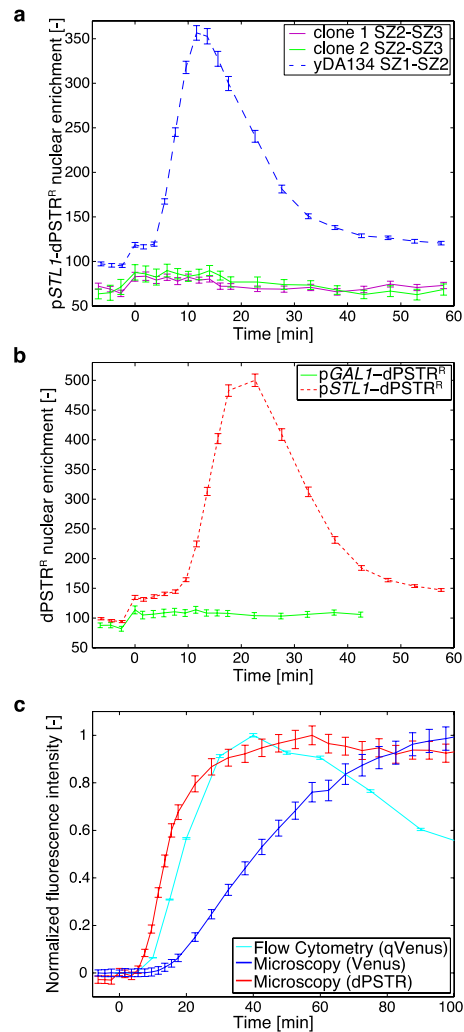 a
clone 1 SZ2-SZ3
clone 2 SZ2-SZ3
yDA134 SZ1-SZ2
pSTL1-dPSTRᴿ nuclear enrichment [-]
350
300
250
200
150
100
50
0 10 20 30 40 50 60
Time [min]
b
pGAL1–dPSTRᴿ
pSTL1–dPSTRᴿ
dPSTRᴿ nuclear enrichment [-]
500
450
400
350
300
250
200
150
100
50
0 10 20 30 40 50 60
Time [min]
c
Normalized fluorescence intensity [-]
1
0.8
0.6
0.4
0.2
0
Flow Cytometry (qVenus)
Microscopy (Venus)
Microscopy (dPSTR)
0 20 40 60 80 100
Time [min]